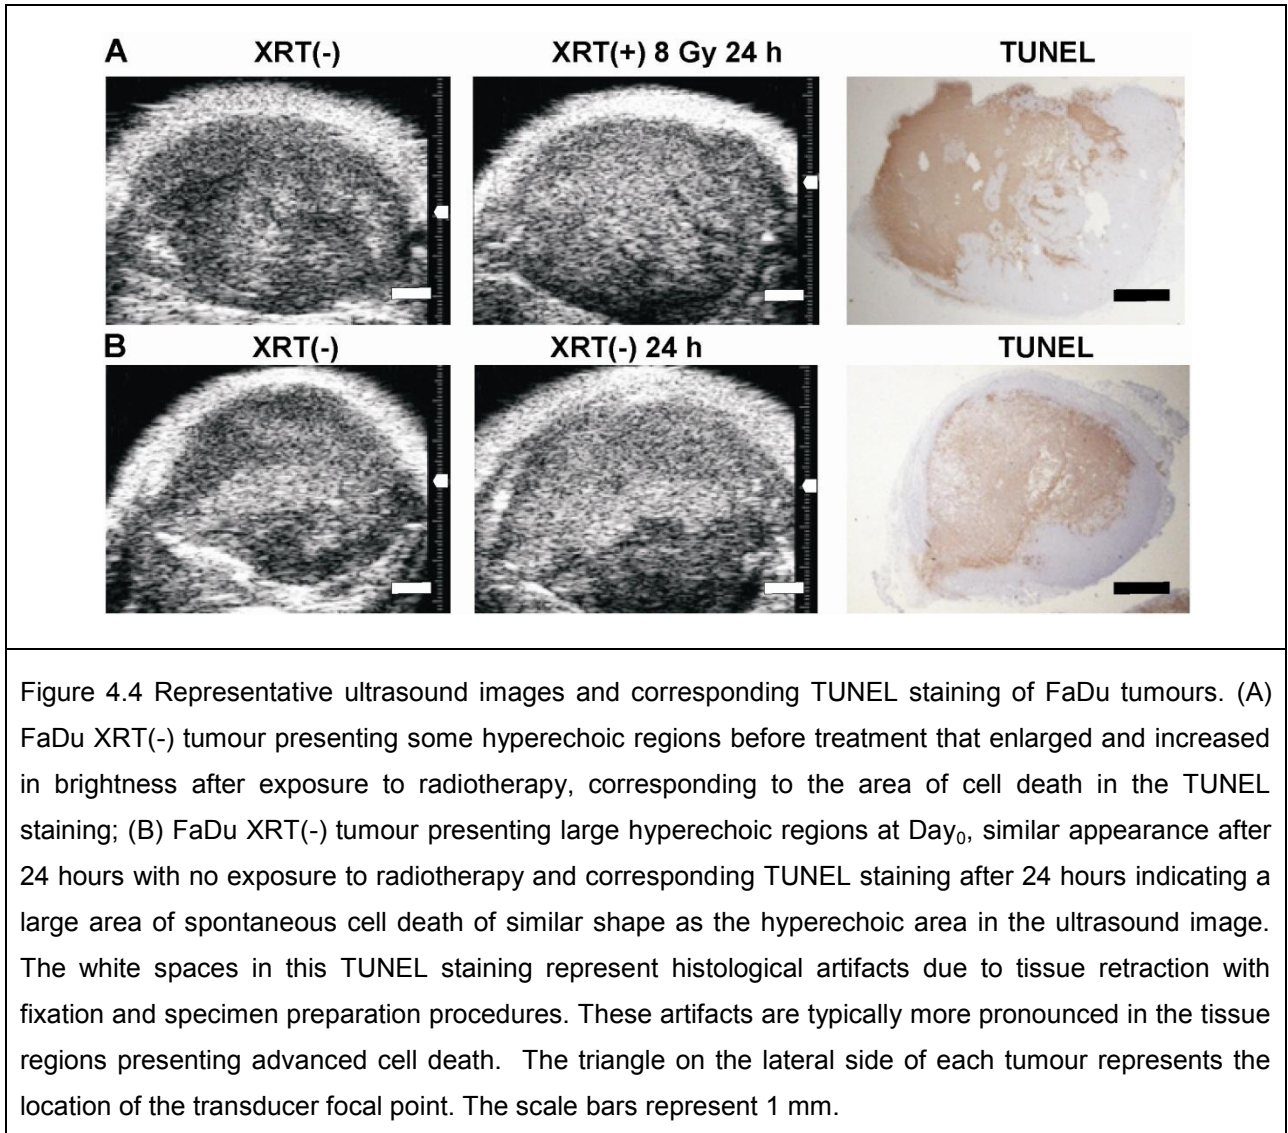 A XRT(-) XRT(+) 8 Gy 24 h TUNEL
B XRT(-) XRT(-) 24 h TUNEL
Figure 4.4 Representative ultrasound images and corresponding TUNEL staining of FaDu tumours. (A)
FaDu XRT(-) tumour presenting some hyperechoic regions before treatment that enlarged and increased
in brightness after exposure to radiotherapy, corresponding to the area of cell death in the TUNEL
staining; (B) FaDu XRT(-) tumour presenting large hyperechoic regions at Day₀, similar appearance after
24 hours with no exposure to radiotherapy and corresponding TUNEL staining after 24 hours indicating a
large area of spontaneous cell death of similar shape as the hyperechoic area in the ultrasound image.
The white spaces in this TUNEL staining represent histological artifacts due to tissue retraction with
fixation and specimen preparation procedures. These artifacts are typically more pronounced in the tissue
regions presenting advanced cell death. The triangle on the lateral side of each tumour represents the
location of the transducer focal point. The scale bars represent 1 mm.